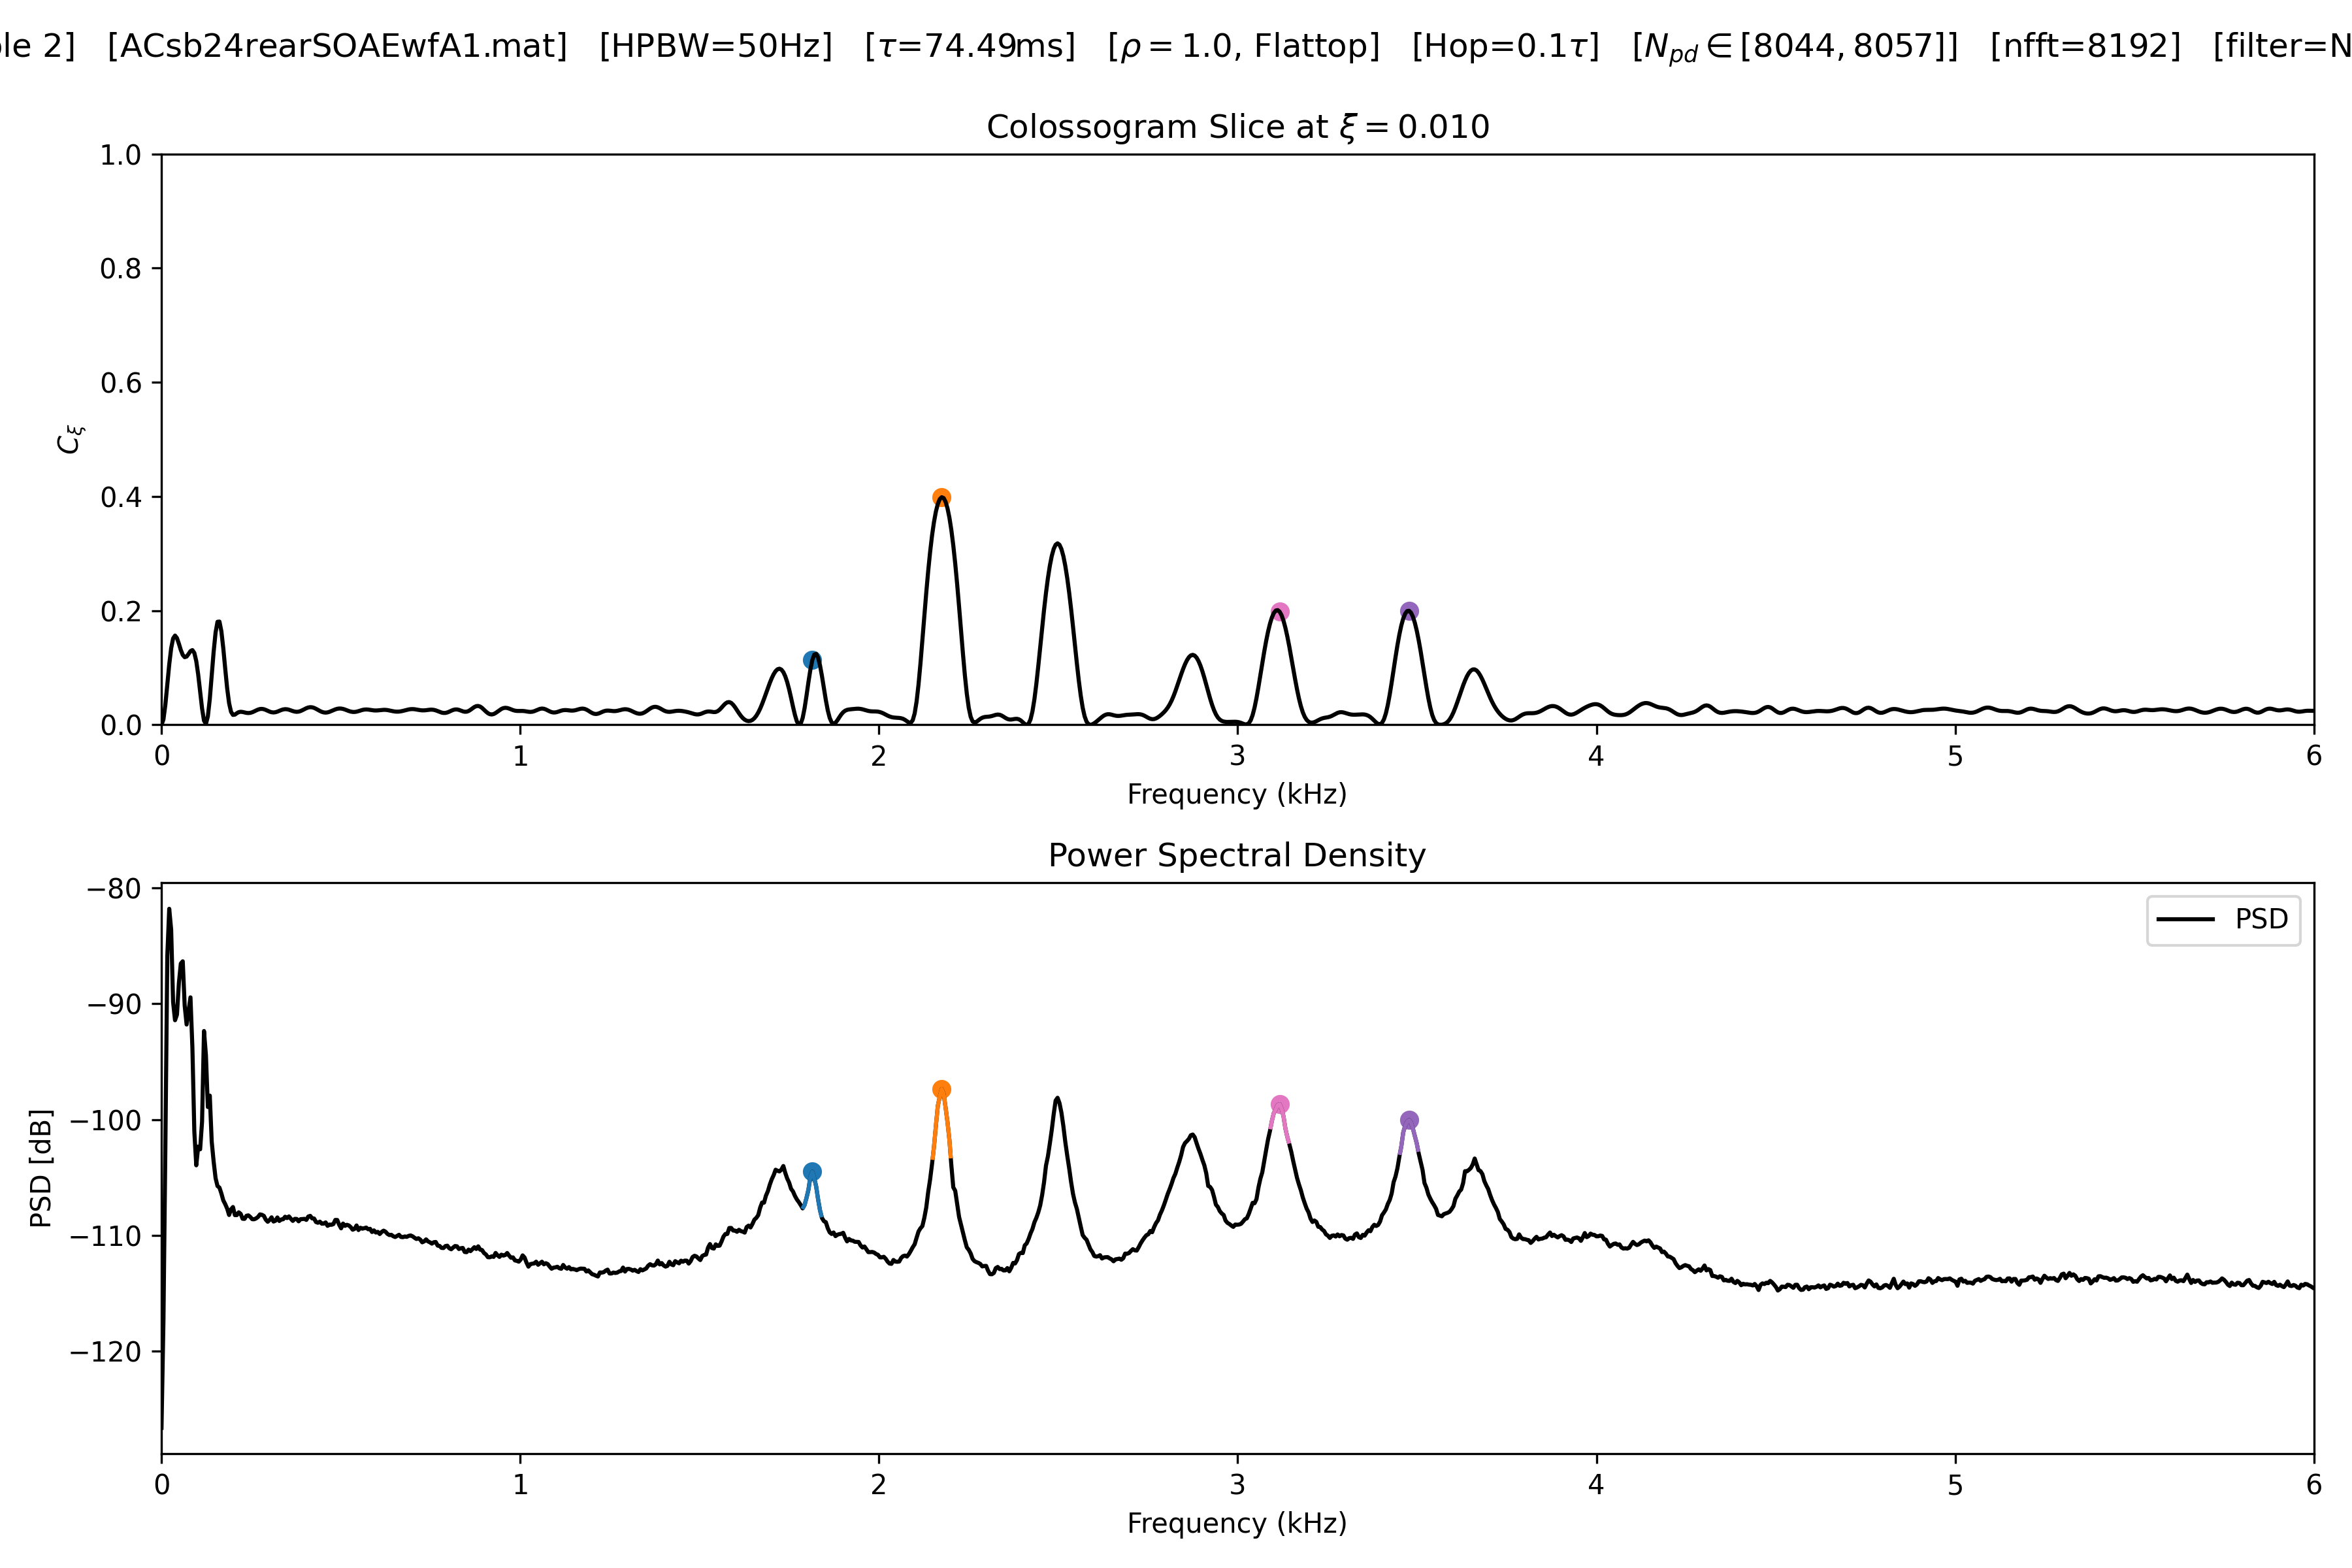 [ACsb24rearSOAEwfA1.mat] [HPBW=50Hz] [τ=74.49ms] [ρ = 1.0, Flattop] [Hop=0.1τ] [N_pd ∈ [8044, 8057]] [nfft=8192]
Colossogram Slice at ξ = 0.010
1.0
0.8
0.6
0.4
0.2
0.0
C_ξ
0 1 2 3 4 5 6
Frequency (kHz)
Power Spectral Density
PSD
−80
−90
−100
−110
−120
PSD [dB]
0 1 2 3 4 5 6
Frequency (kHz)